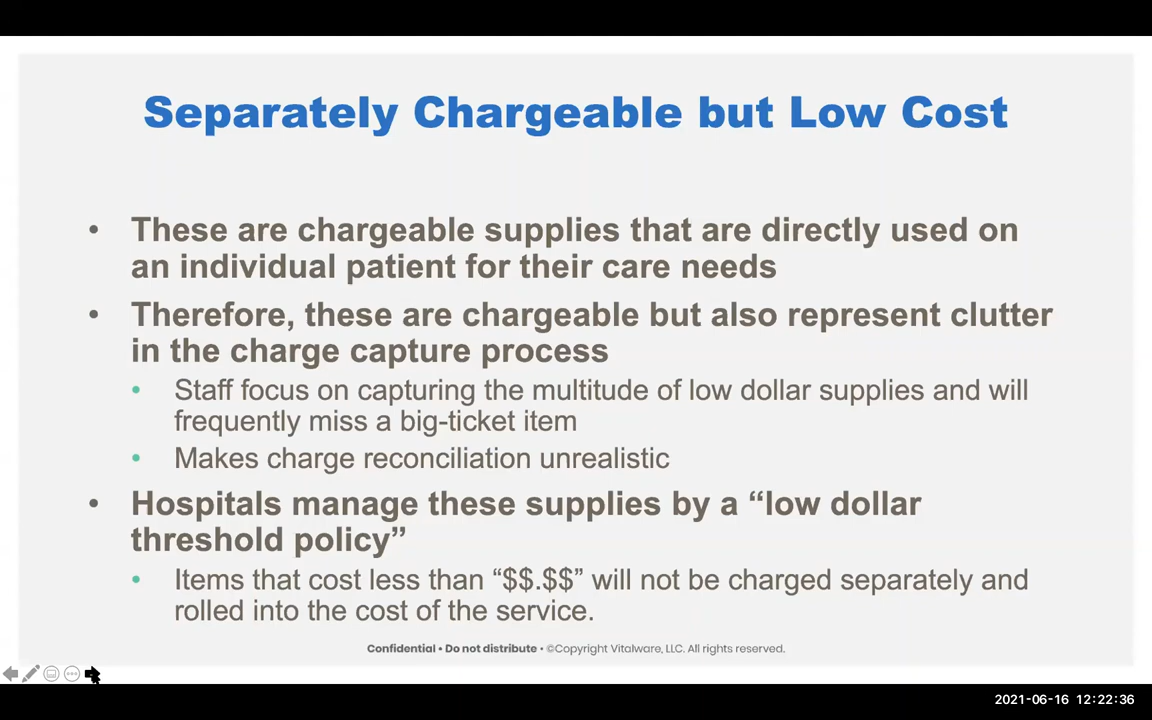 Separately Chargeable but Low Cost
• These are chargeable supplies that are directly used on
an individual patient for their care needs
• Therefore, these are chargeable but also represent clutter
in the charge capture process
• Staff focus on capturing the multitude of low dollar supplies and will
frequently miss a big-ticket item
• Makes charge reconciliation unrealistic
• Hospitals manage these supplies by a “low dollar
threshold policy”
• Items that cost less than “$$.$$” will not be charged separately and
rolled into the cost of the service.
Confidential • Do not distribute • ©Copyright Vitalware, LLC. All rights reserved.
2021-06-16 12:22:36